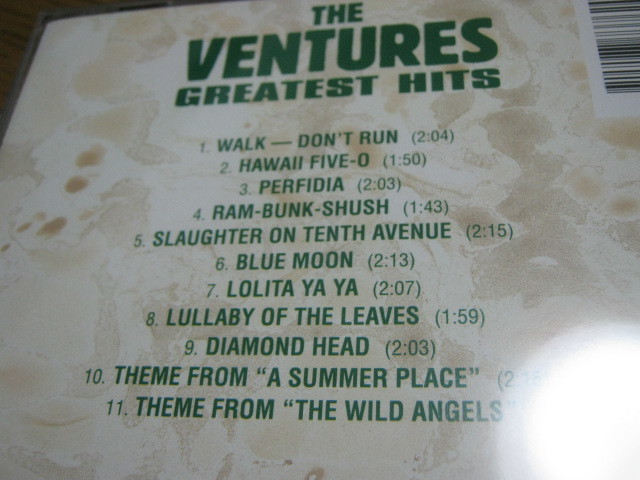 THE
VENTURES
GREATEST HITS
1. WALK — DON'T RUN (2:04)
2. HAWAII FIVE-O (1:50)
3. PERFIDIA (2:03)
4. RAM-BUNK-SHUSH (1:43)
5. SLAUGHTER ON TENTH AVENUE (2:15)
6. BLUE MOON (2:13)
7. LOLITA YA YA (2:07)
8. LULLABY OF THE LEAVES (1:59)
9. DIAMOND HEAD (2:03)
10. THEME FROM “A SUMMER PLACE”
11. THEME FROM “THE WILD ANGELS”